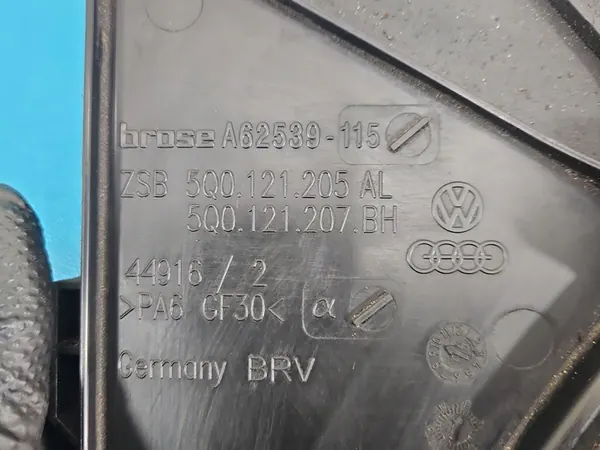 brose A62539-115
ZSB 5Q0.121.205 AL
5Q0.121.207.BH
44916 / 2
>PA6 GF30< α
Germany BRV